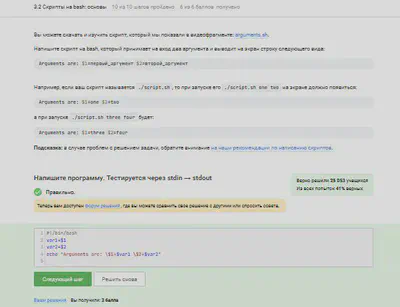 3.2 Скрипты на bash: основы 10 из 10 шагов пройдено 6 из 6 баллов получено
Вы можете скачать и изучить скрипт, который мы показали в видеофрагменте: arguments.sh.
Напишите скрипт на bash, который принимает на вход два аргумента и выводит на экран строку следующего вида:
Arguments are: $1=первый_аргумент $2=второй_аргумент
Например, если ваш скрипт называется ./script.sh, то при запуске его ./script.sh one two на экране должно появиться:
Arguments are: $1=one $2=two
а при запуске ./script.sh three four будет:
Arguments are: $1=three $2=four
Подсказка: в случае проблем с решением задачи, обратите внимание на наши рекомендации по написанию скриптов.
Напишите программу. Тестируется через stdin → stdout
Верно решили 25 053 учащихся
Из всех попыток 40% верных
Правильно.
Теперь вам доступен форум решений, где вы можете сравнить свое решение с другими или спросить совета.
1 #!/bin/bash
2 var1=$1
3 var2=$2
4 echo "Arguments are: \$1=$var1 \$2=$var2"
5
Следующий шаг Решить снова
Ваши решения Вы получили: 3 балла